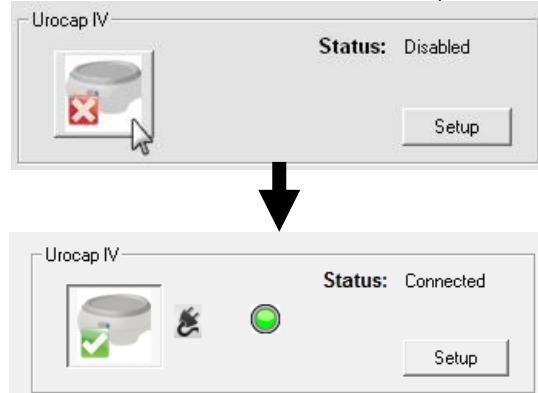 Urocap IV
Status: Disabled
Setup
Urocap IV
Status: Connected
Setup